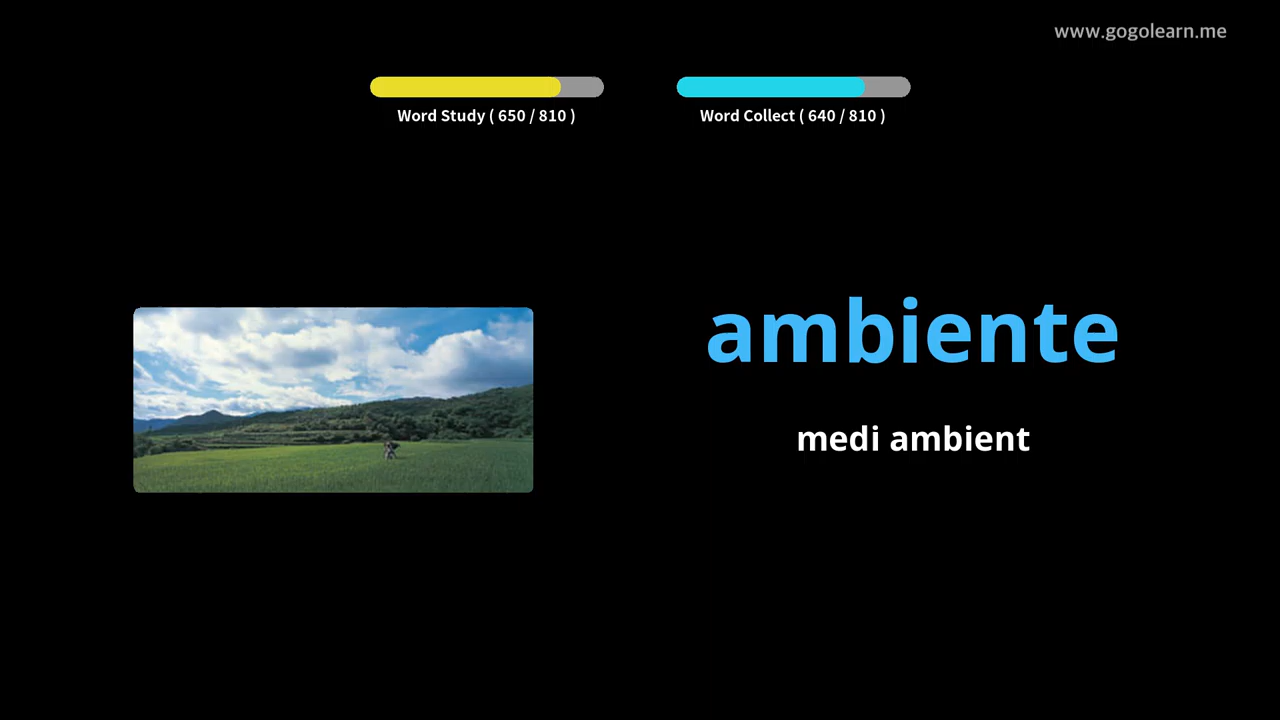 www.gogolearn.me
Word Study ( 650 / 810 )
Word Collect ( 640 / 810 )
ambiente
medi ambient